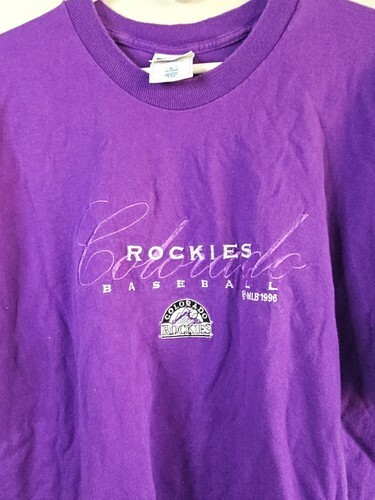 Colorado
ROCKIES
BASEBALL
© MLB 1996
COLORADO
ROCKIES